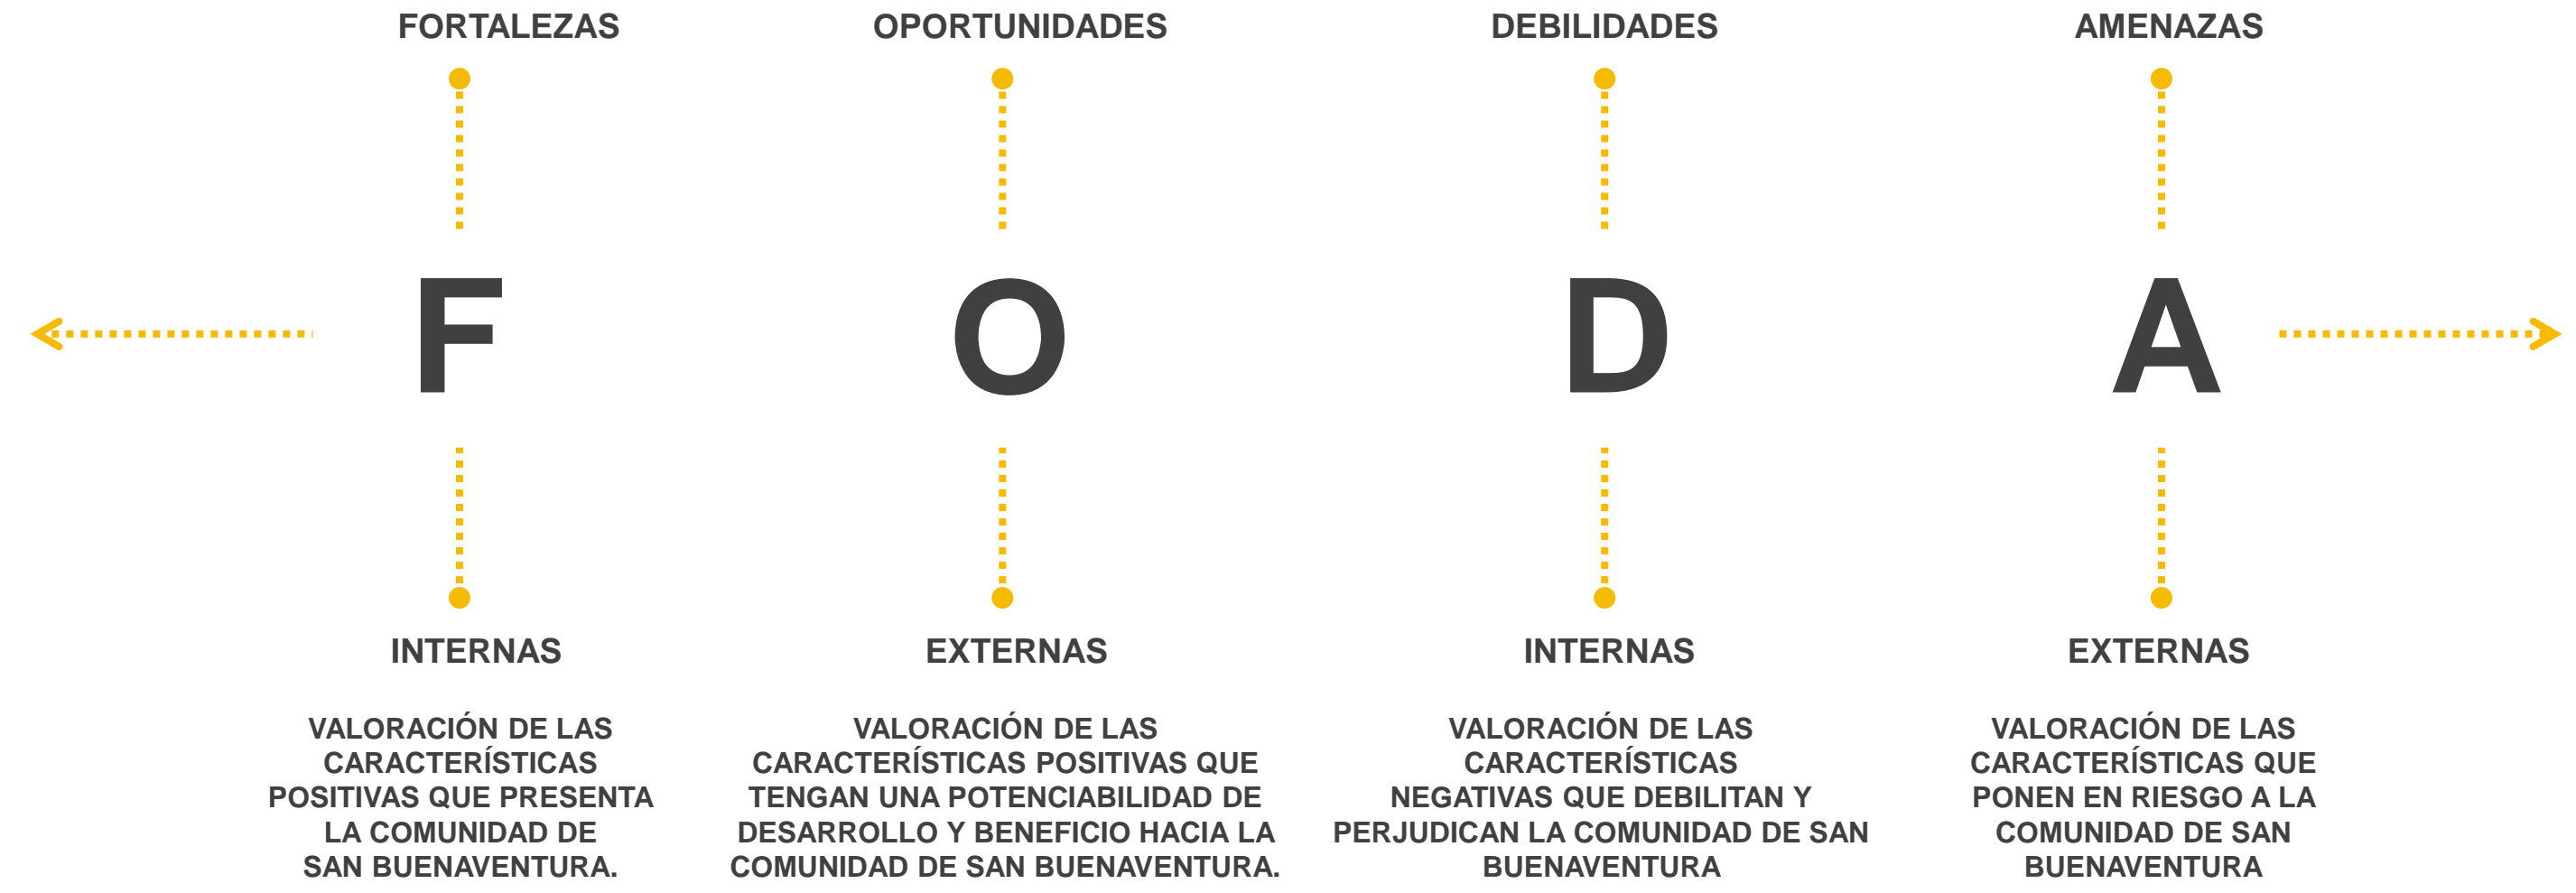 FORTALEZAS
OPORTUNIDADES
DEBILIDADES
AMENAZAS
F
O
D
A
INTERNAS
VALORACIÓN DE LAS
CARACTERÍSTICAS
POSITIVAS QUE PRESENTA
LA COMUNIDAD DE
SAN BUENAVENTURA.
EXTERNAS
VALORACIÓN DE LAS
CARACTERÍSTICAS POSITIVAS QUE
TENGAN UNA POTENCIABILIDAD DE
DESARROLLO Y BENEFICIO HACIA LA
COMUNIDAD DE SAN BUENAVENTURA.
INTERNAS
VALORACIÓN DE LAS
CARACTERÍSTICAS
NEGATIVAS QUE DEBILITAN Y
PERJUDICAN LA COMUNIDAD DE SAN
BUENAVENTURA
EXTERNAS
VALORACIÓN DE LAS
CARACTERÍSTICAS QUE
PONEN EN RIESGO A LA
COMUNIDAD DE SAN
BUENAVENTURA